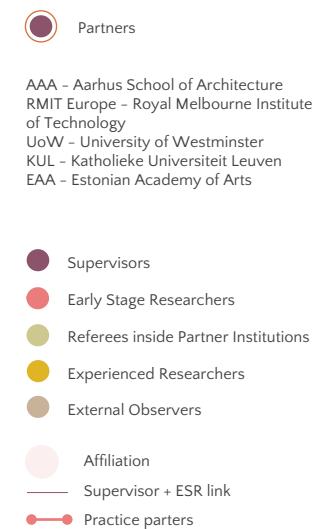 Partners
AAA - Aarhus School of Architecture
RMIT Europe - Royal Melbourne Institute
of Technology
UoW - University of Westminster
KUL - Katholieke Universiteit Leuven
EAA - Estonian Academy of Arts
Supervisors
Early Stage Researchers
Referees inside Partner Institutions
Experienced Researchers
External Observers
Affiliation
Supervisor + ESR link
Practice parters